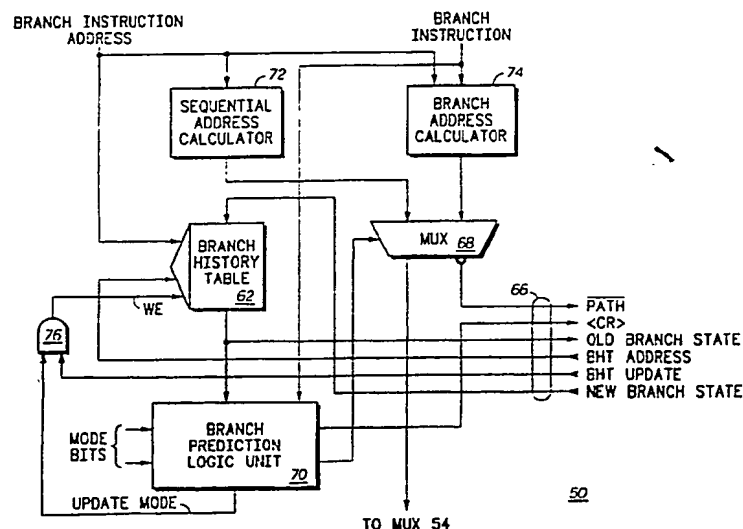 BRANCH INSTRUCTION
ADDRESS
BRANCH
INSTRUCTION
72
74
SEQUENTIAL
ADDRESS
CALCULATOR
BRANCH
ADDRESS
CALCULATOR
MUX 68
BRANCH
HISTORY
TABLE
62
WE
76
66
PATH
<CR>
OLD BRANCH STATE
BHT ADDRESS
BHT UPDATE
NEW BRANCH STATE
MODE
BITS
BRANCH
PREDICTION
LOGIC UNIT
70
UPDATE MODE
50
TO MUX 54